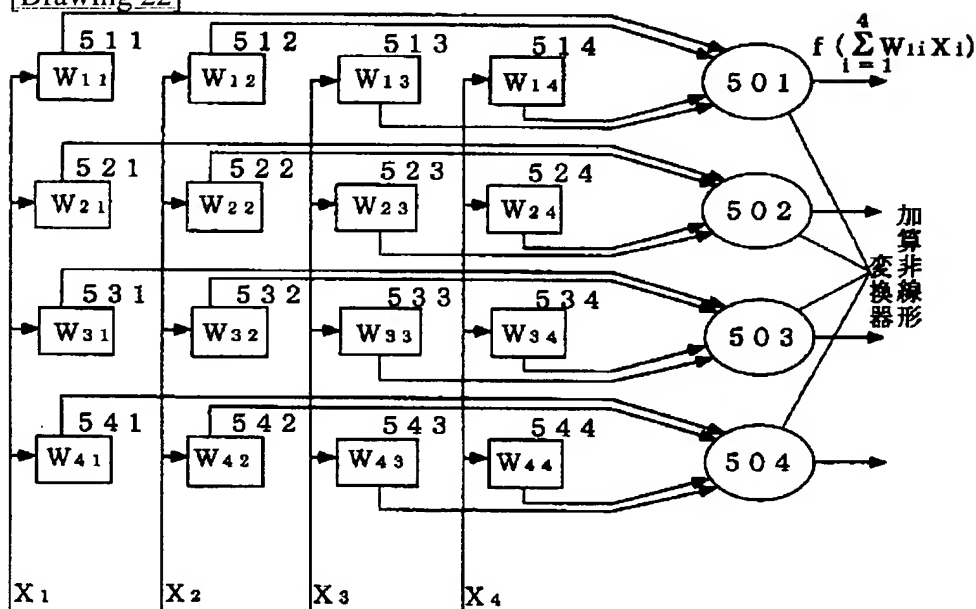 [Drawing 22]
511 512 513 514
W11 W12 W13 W14 501 f(4∑i=1 W1iXi)
521 522 523 524
W21 W22 W23 W24 502
531 532 533 534
W31 W32 W33 W34 503
541 542 543 544
W41 W42 W43 W44 504
加算非線形
変換器
X1 X2 X3 X4